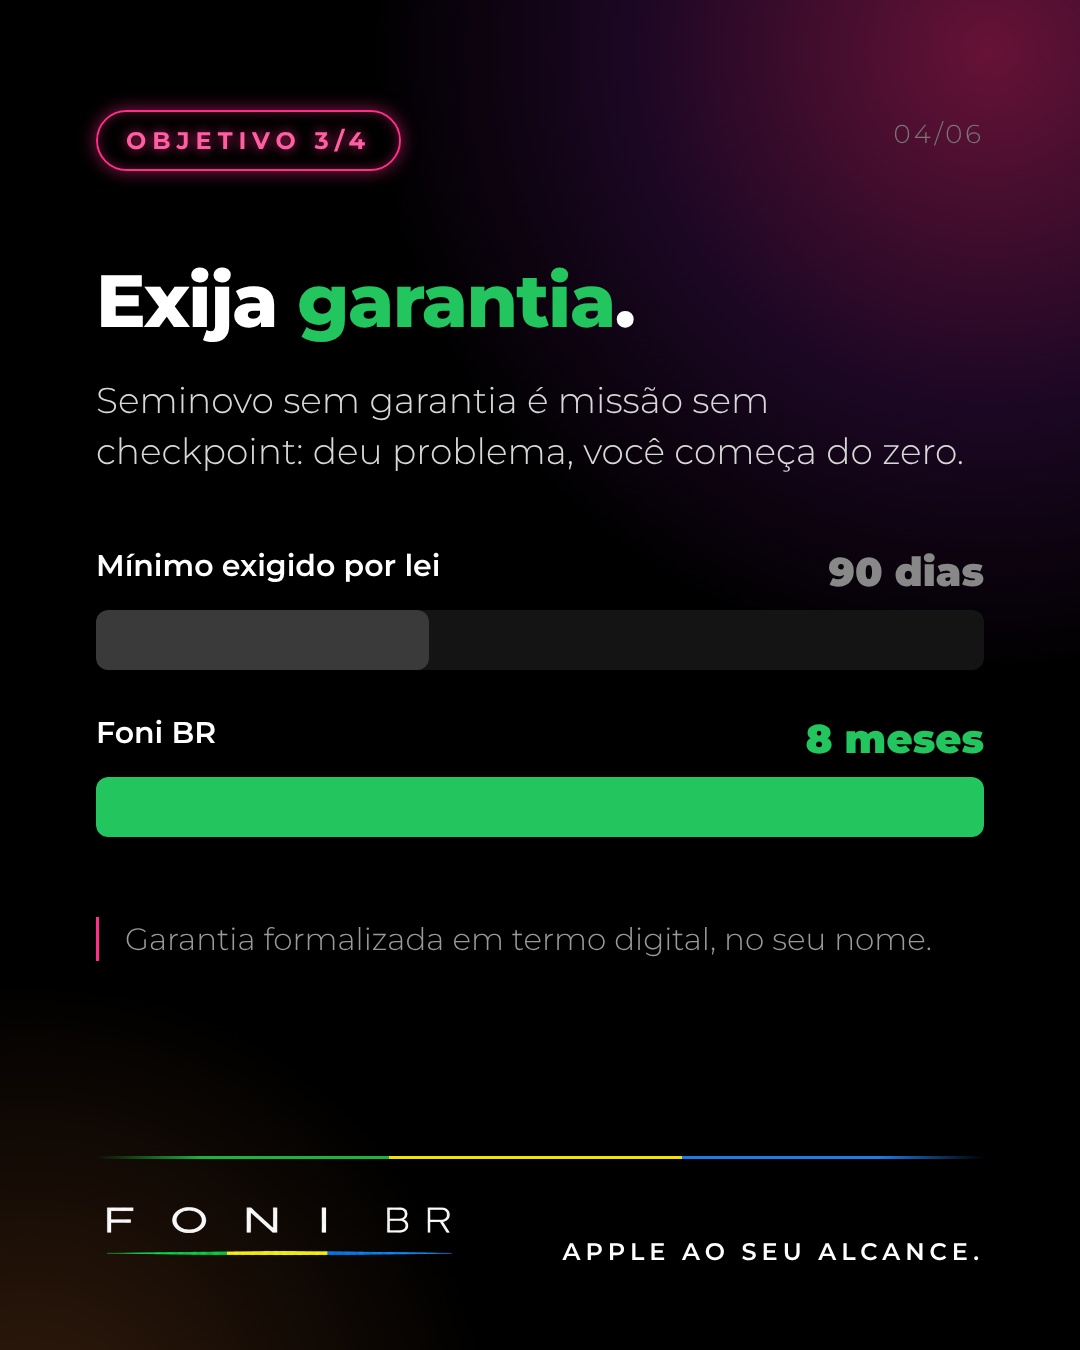 OBJETIVO 3/4
04/06
Exija garantia.
Seminovo sem garantia é missão sem
checkpoint: deu problema, você começa do zero.
Mínimo exigido por lei
90 dias
Foni BR
8 meses
Garantia formalizada em termo digital, no seu nome.
FONI BR
APPLE AO SEU ALCANCE.